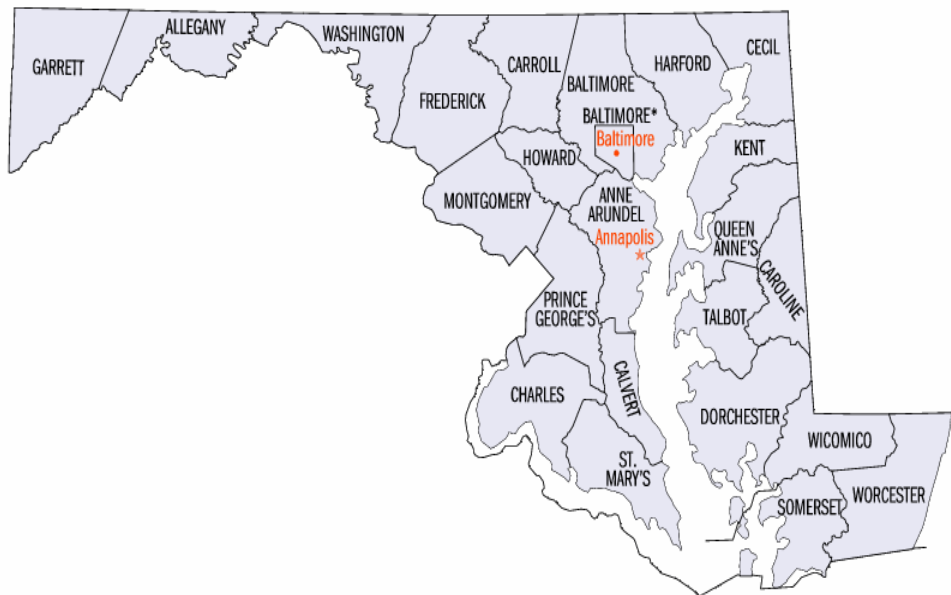 ALLEGANY
WASHINGTON
GARRETT
CARROLL
HARFORD
CECIL
FREDERICK
BALTIMORE
BALTIMORE*
Baltimore
HOWARD
KENT
MONTGOMERY
ANNE
ARUNDEL
Annapolis
QUEEN
ANNE'S
CAROLINE
PRINCE
GEORGE'S
TALBOT
CHARLES
CALVERT
DORCHESTER
WICOMICO
ST.
MARY'S
SOMERSET
WORCESTER